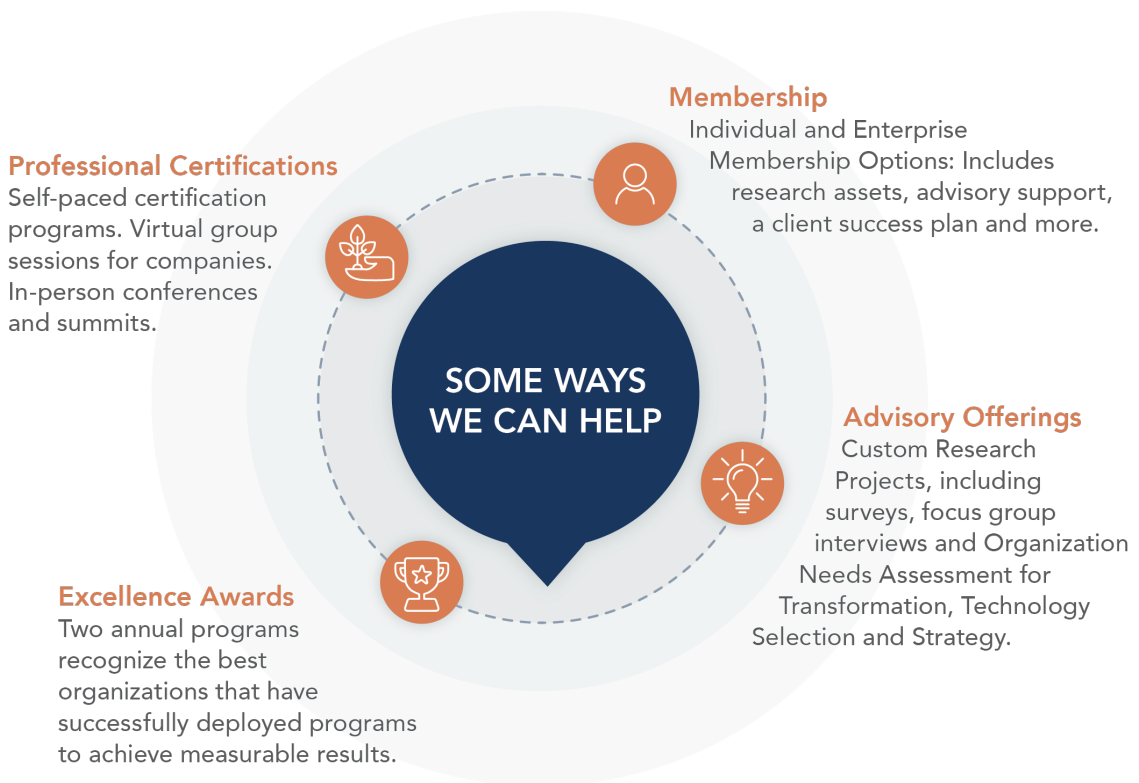 Membership
Individual and Enterprise
Membership Options: Includes
research assets, advisory support,
a client success plan and more.
Professional Certifications
Self-paced certification
programs. Virtual group
sessions for companies.
In-person conferences
and summits.
SOME WAYS
WE CAN HELP
Advisory Offerings
Custom Research
Projects, including
surveys, focus group
interviews and Organization
Needs Assessment for
Transformation, Technology
Selection and Strategy.
Excellence Awards
Two annual programs
recognize the best
organizations that have
successfully deployed programs
to achieve measurable results.